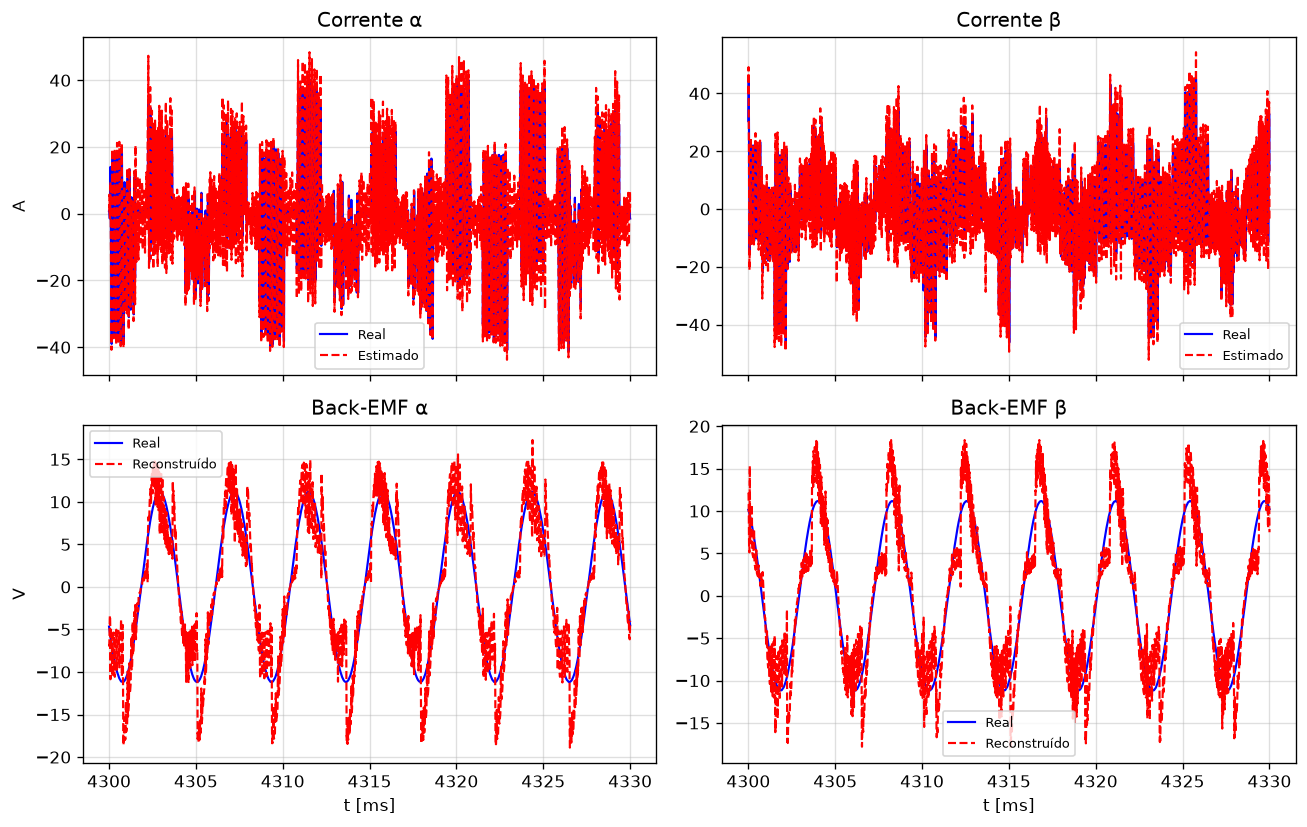 Corrente α
A
40
20
0
−20
−40
Real
Estimado
Corrente β
40
20
0
−20
−40
Real
Estimado
Back-EMF α
V
15
10
5
0
−5
−10
−15
−20
Real
Reconstruído
4300 4305 4310 4315 4320 4325 4330
t [ms]
Back-EMF β
20
15
10
5
0
−5
−10
−15
Real
Reconstruído
4300 4305 4310 4315 4320 4325 4330
t [ms]